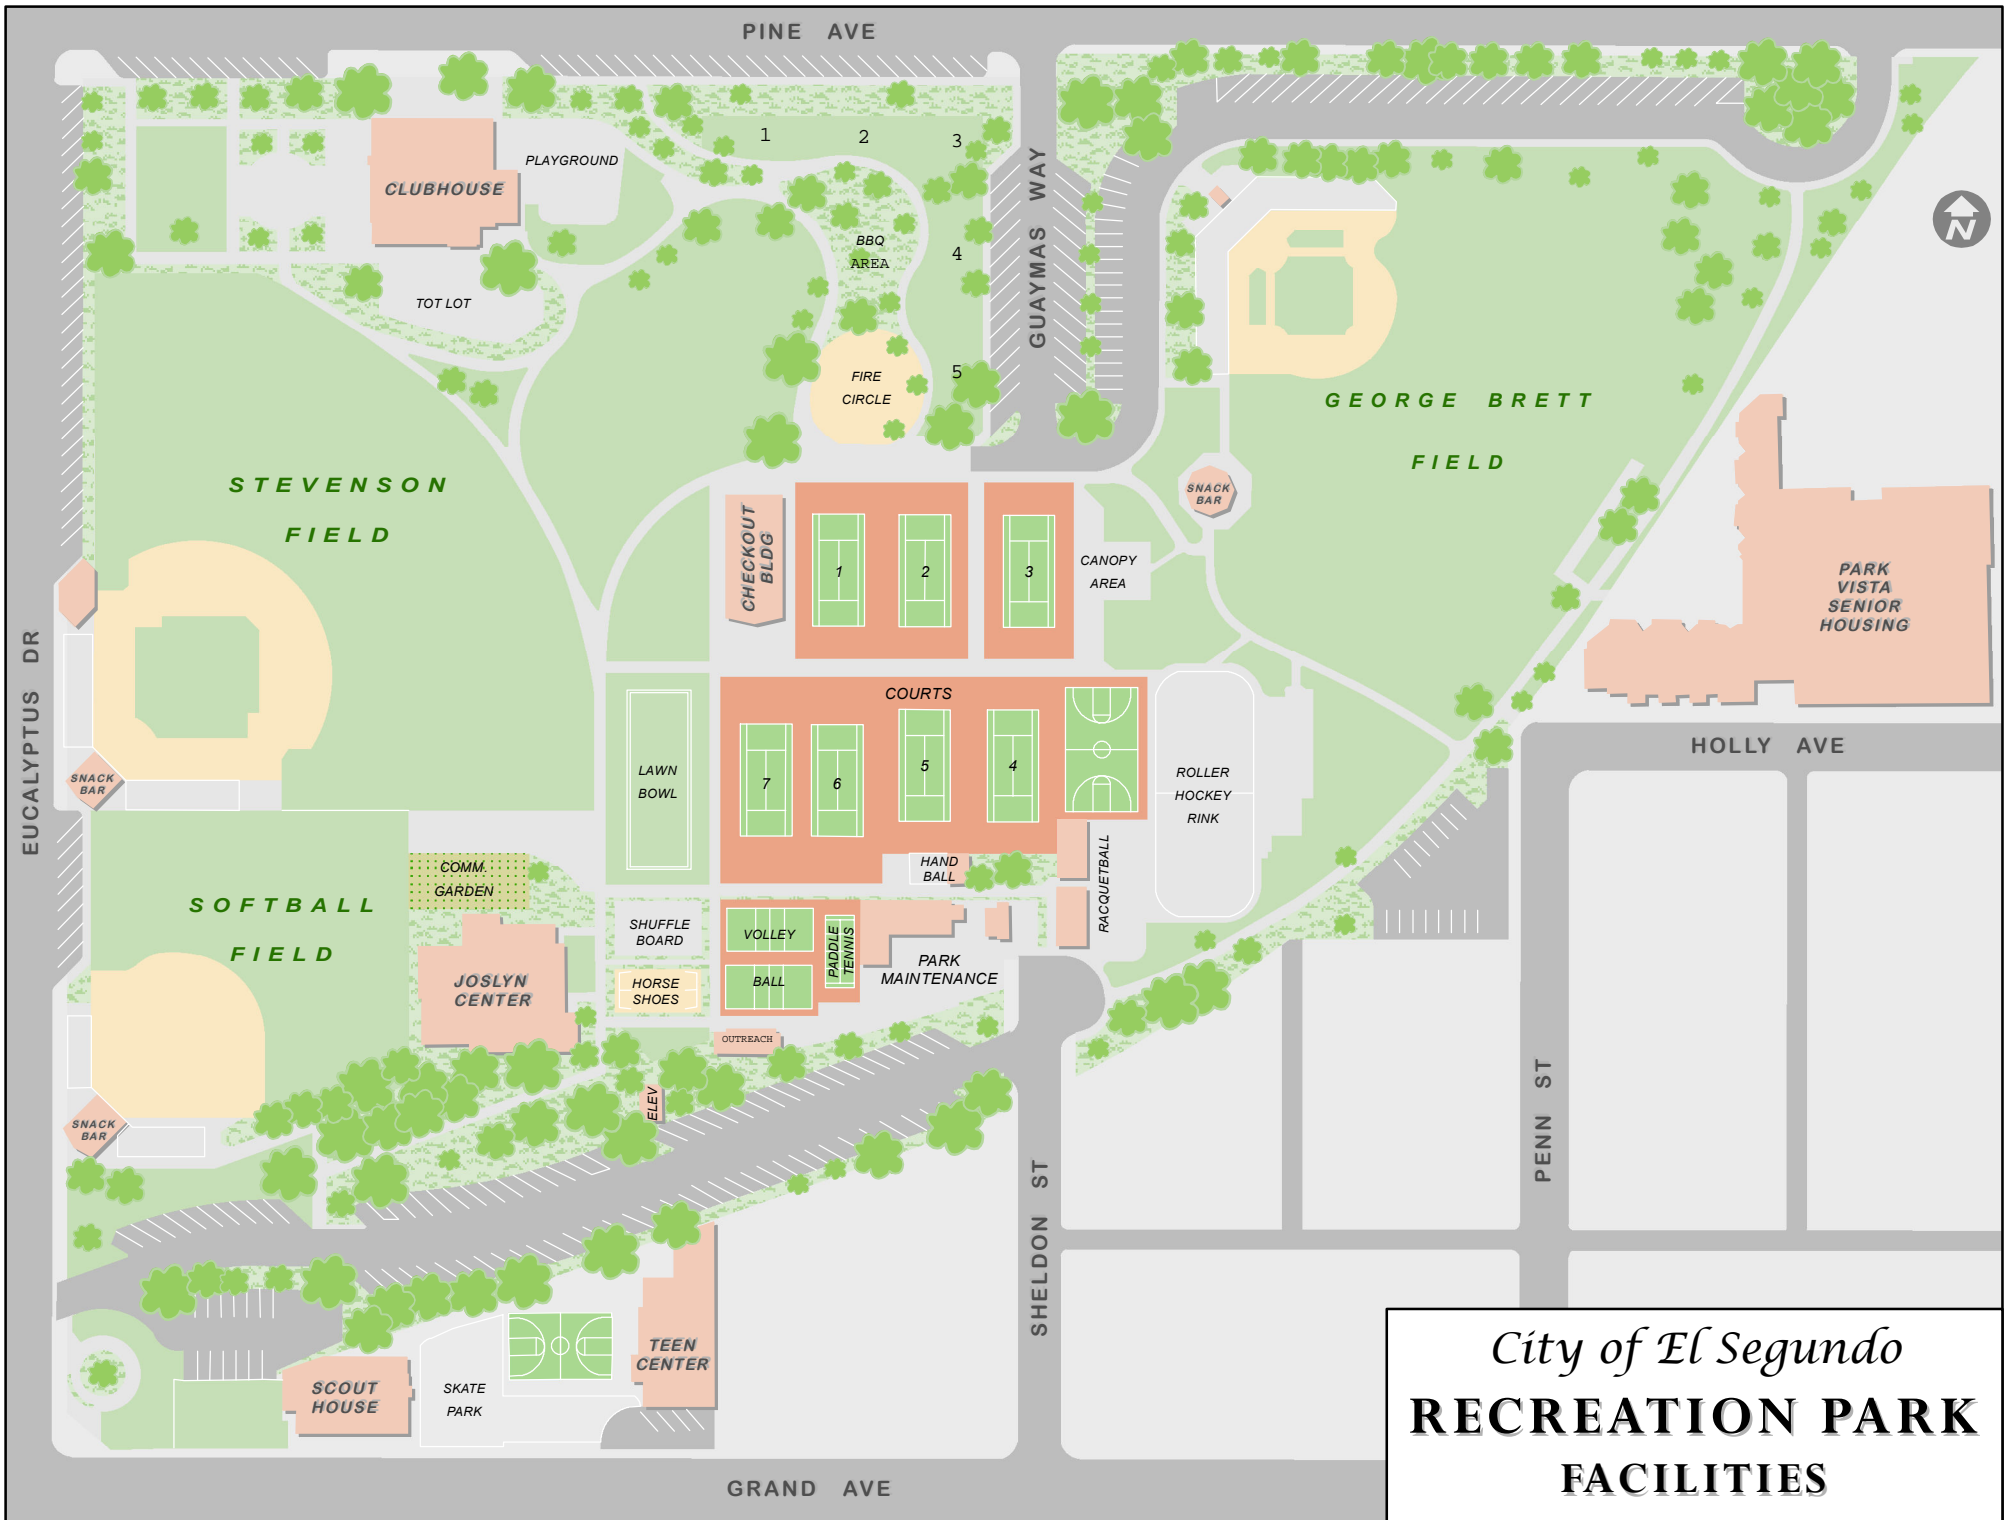 PINE AVE
1
2
3
PLAYGROUND
CLUBHOUSE
GUAYMAS WAY
N
BBQ
AREA
4
TOT LOT
FIRE
CIRCLE
5
GEORGE BRETT
FIELD
STEVENSON
FIELD
SNACK
BAR
CHECKOUT
BLDG
1
2
3
CANOPY
AREA
PARK
VISTA
SENIOR
HOUSING
EUCALYPTUS DR
COURTS
HOLLY AVE
SNACK
BAR
LAWN
BOWL
7
6
5
4
ROLLER
HOCKEY
RINK
COMM.
GARDEN
HAND
BALL
RACQUETBALL
SOFTBALL
FIELD
SHUFFLE
BOARD
VOLLEY
BALL
PADDLE
TENNIS
PARK
MAINTENANCE
JOSLYN
CENTER
HORSE
SHOES
OUTREACH
ELEV
SNACK
BAR
PENN ST
SHELDON ST
TEEN
CENTER
SCOUT
HOUSE
SKATE
PARK
GRAND AVE
City of El Segundo
RECREATION PARK
FACILITIES